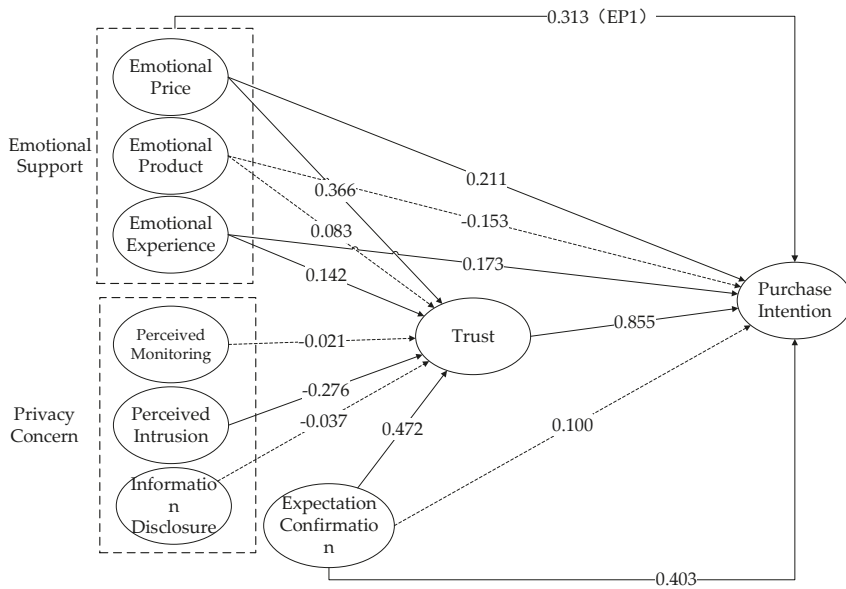 0.313（EP1）
Emotional
Price
Emotional
Support
Emotional
Product
Emotional
Experience
0.366
0.083
0.142
0.211
-0.153
0.173
Purchase
Intention
Perceived
Monitoring
-0.021
Trust
0.855
Privacy
Concern
Perceived
Intrusion
-0.276
-0.037
0.472
0.100
Informatio
n
Disclosure
Expectation
Confirmatio
n
0.403